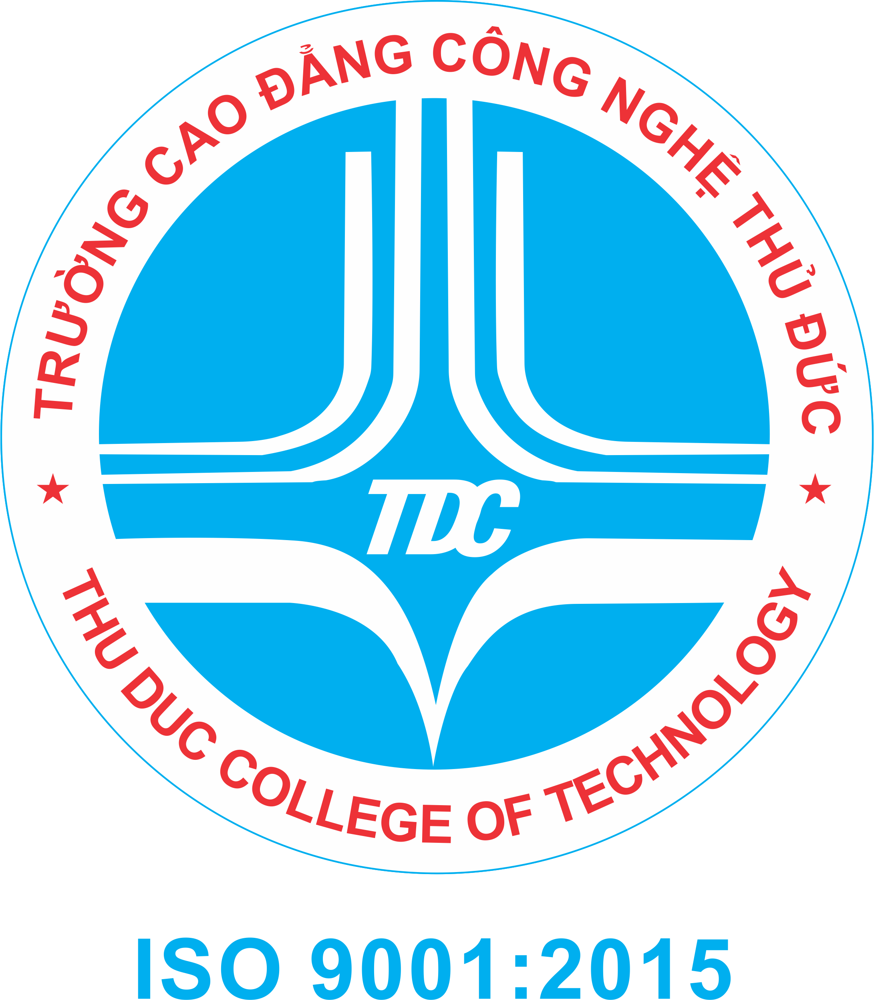 TRƯỜNG CAO ĐẲNG CÔNG NGHỆ THỦ ĐỨC
TDC
THU DUC COLLEGE OF TECHNOLOGY
ISO 9001:2015